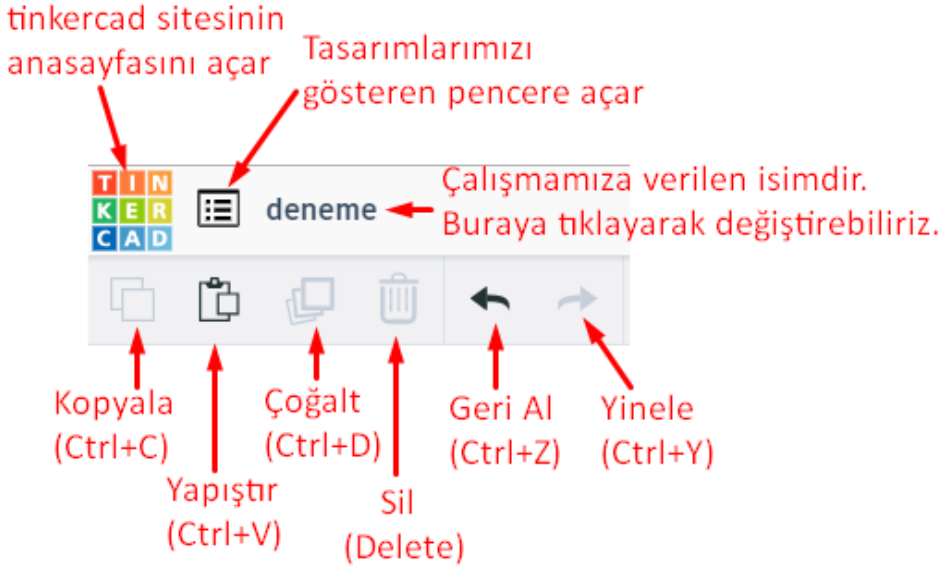 tinkercad sitesinin
anasayfasını açar
Tasarımlarımızı
gösteren pencere açar
TIN
KER
CAD
deneme
Çalışmamıza verilen isimdir.
Buraya tıklayarak değiştirebiliriz.
Kopyala
(Ctrl+C)
Yapıştır
(Ctrl+V)
Çoğalt
(Ctrl+D)
Sil
(Delete)
Geri Al
(Ctrl+Z)
Yinele
(Ctrl+Y)